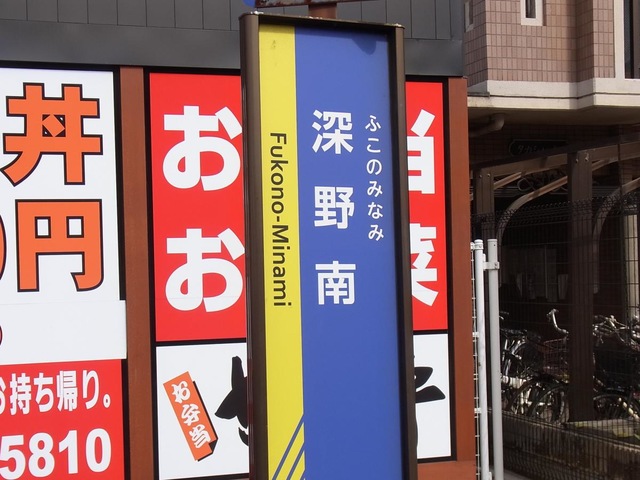 深野南
ふこのみなみ
Fukono-Minami
丼
円
お
お
菜
お弁当
お持ち帰り。
5810